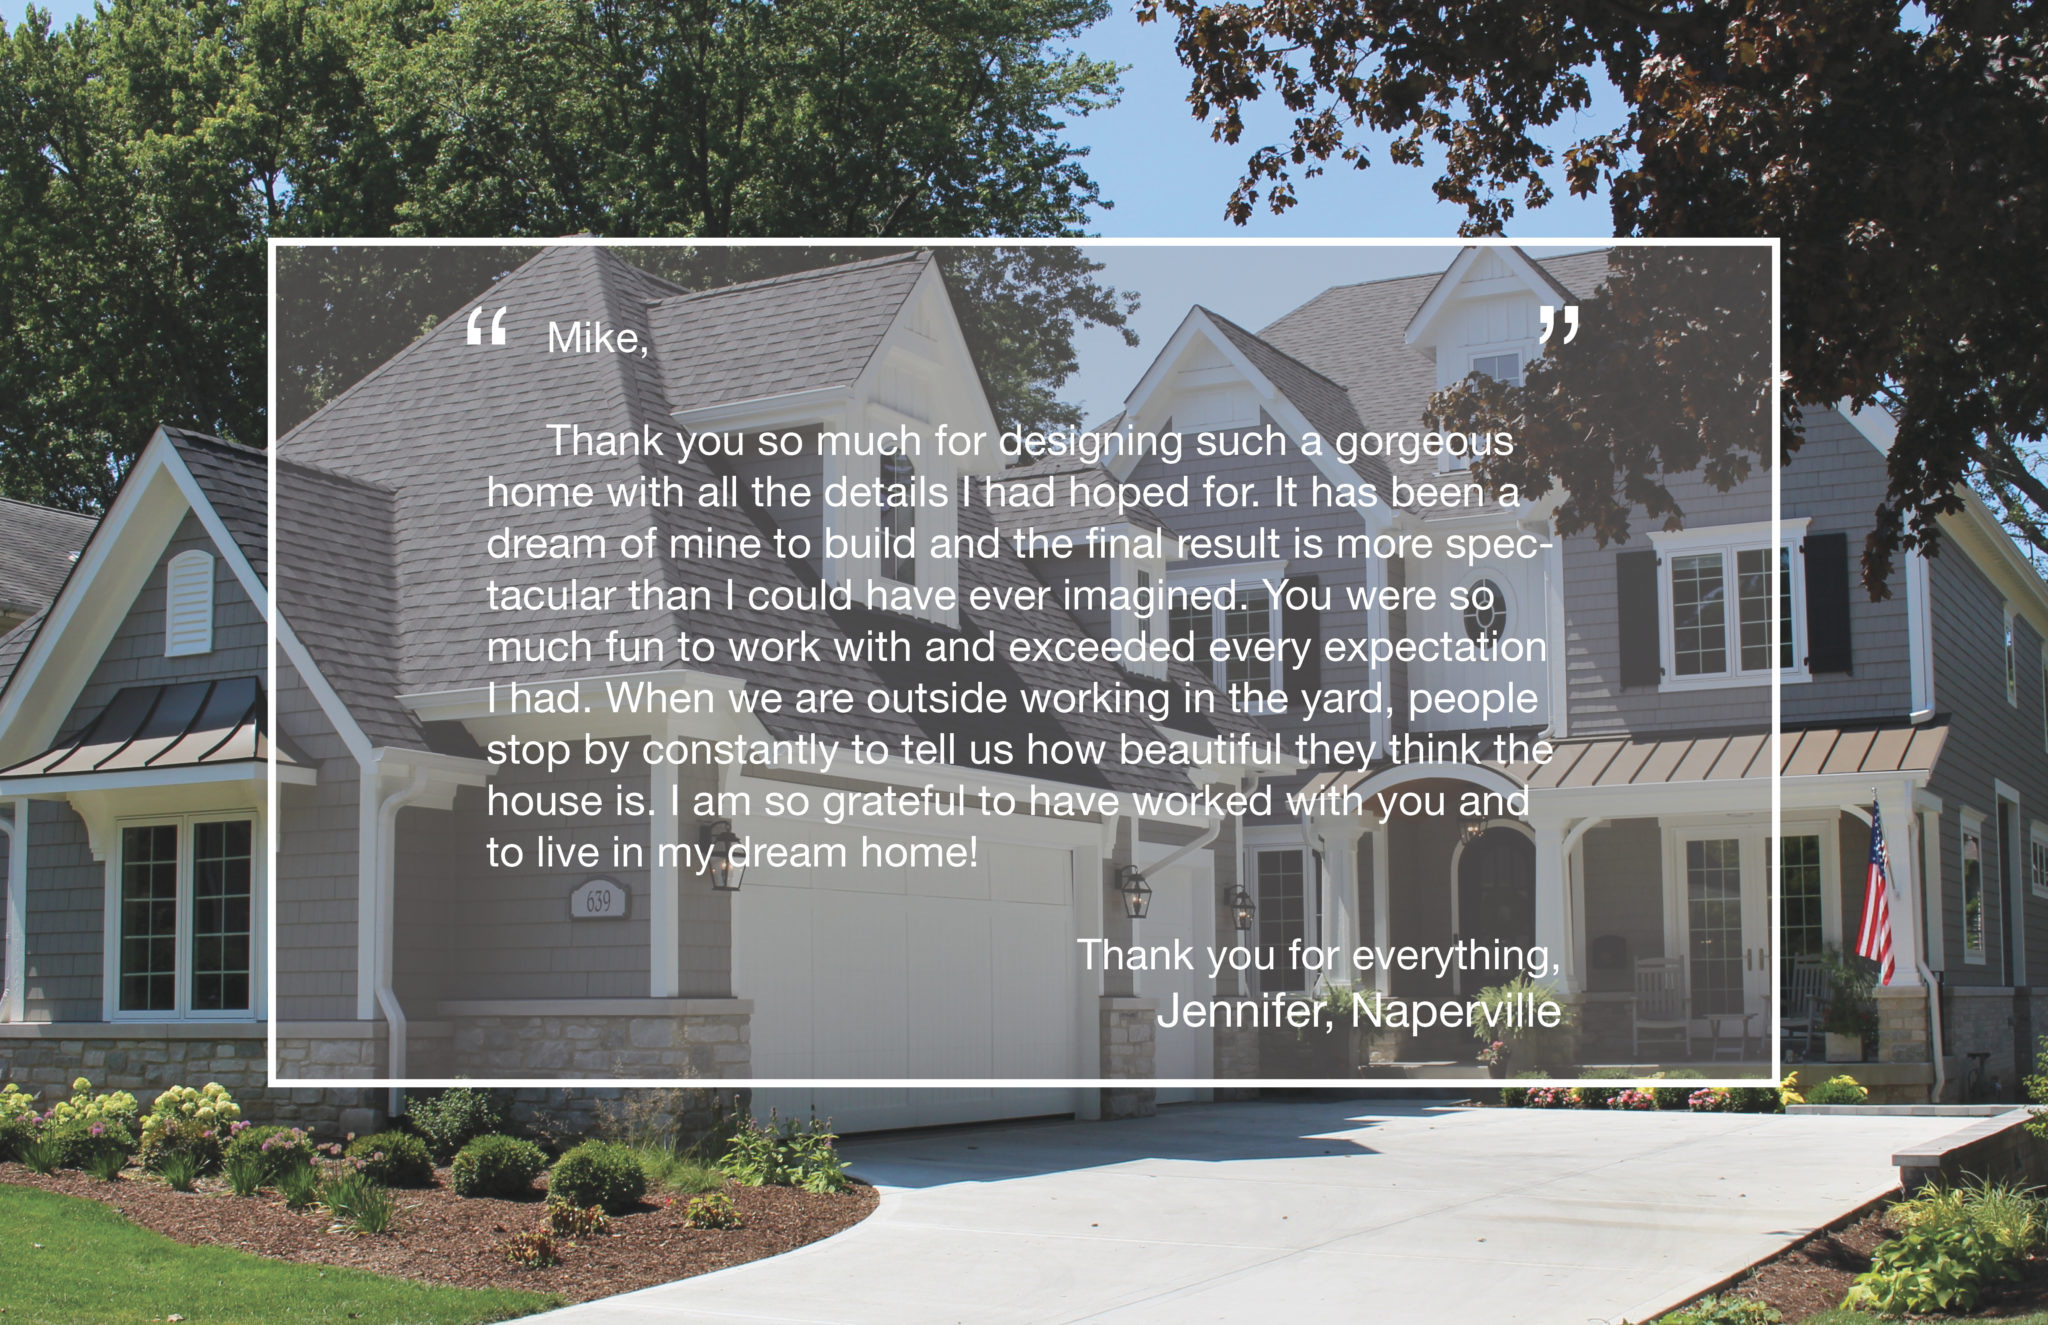 “ Mike, ”
Thank you so much for designing such a gorgeous
home with all the details I had hoped for. It has been a
dream of mine to build and the final result is more spec-
tacular than I could have ever imagined. You were so
much fun to work with and exceeded every expectation
I had. When we are outside working in the yard, people
stop by constantly to tell us how beautiful they think the
house is. I am so grateful to have worked with you and
to live in my dream home!
639
Thank you for everything,
Jennifer, Naperville